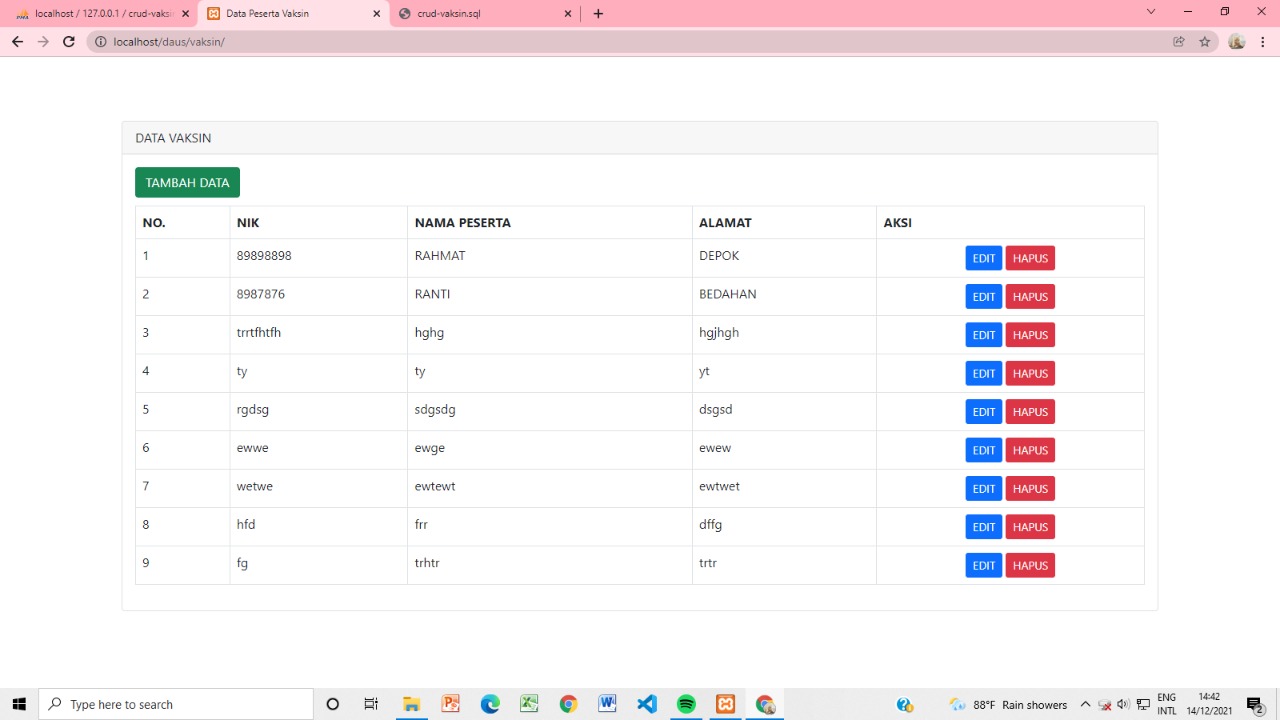 localhost / 127.0.0.1 / crud-vaksin
Data Peserta Vaksin
crud-vaksin.sql
localhost/daus/vaksin/
DATA VAKSIN
TAMBAH DATA
NO. NIK NAMA PESERTA ALAMAT AKSI
1 89898898 RAHMAT DEPOK EDIT HAPUS
2 8987876 RANTI BEDAHAN EDIT HAPUS
3 trrtfhtfh hghg hgjhgh EDIT HAPUS
4 ty ty yt EDIT HAPUS
5 rgdsg sdgsdg dsgsd EDIT HAPUS
6 ewwe ewge ewew EDIT HAPUS
7 wetwe ewtewt ewtwet EDIT HAPUS
8 hfd frr dffg EDIT HAPUS
9 fg trhtr trtr EDIT HAPUS
Type here to search
88°F Rain showers
ENG
INTL
14:42
14/12/2021
2